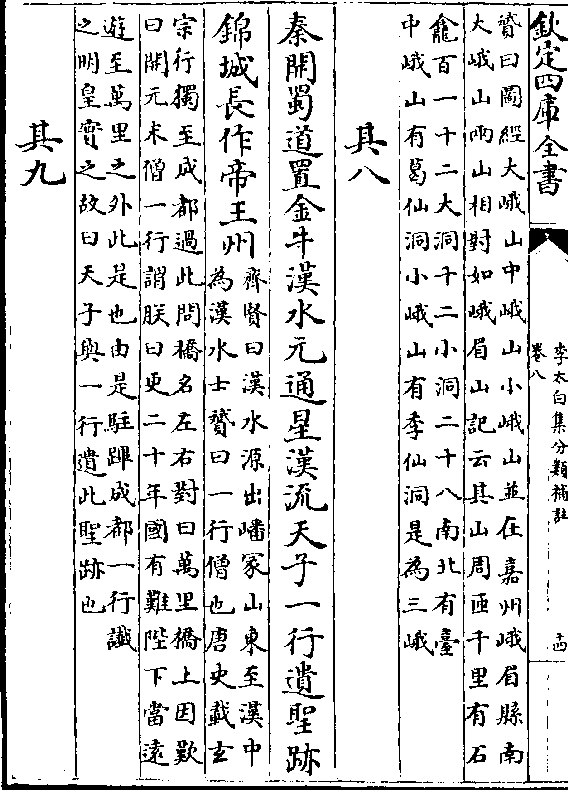 欽定四庫全書
李太白集分類補註
卷八
十四
贇曰圖經大峨山中峨山小峨山並在嘉州峨眉縣南
大峨山兩山相對如峨眉山記云其山周匝千里有石
龕百一十二大洞十二小洞二十八南北有臺
中峨山有葛仙洞小峨山有李仙洞是為三峨
其八
秦開蜀道置金牛漢水元通星漢流天子一行遺聖跡
錦城長作帝王州
齊賢曰漢水源出嶓冢山東至漢中
為漢水士贇曰一行僧也唐史載玄
宗行獨至成都過此問橋名左右對曰萬里橋上因歎
曰開元末僧一行謂朕曰更二十年國有難陛下當遠
遊至萬里之外此是也由是駐蹕成都一行讖
之明皇實之故曰天子與一行遺此聖跡也
其九